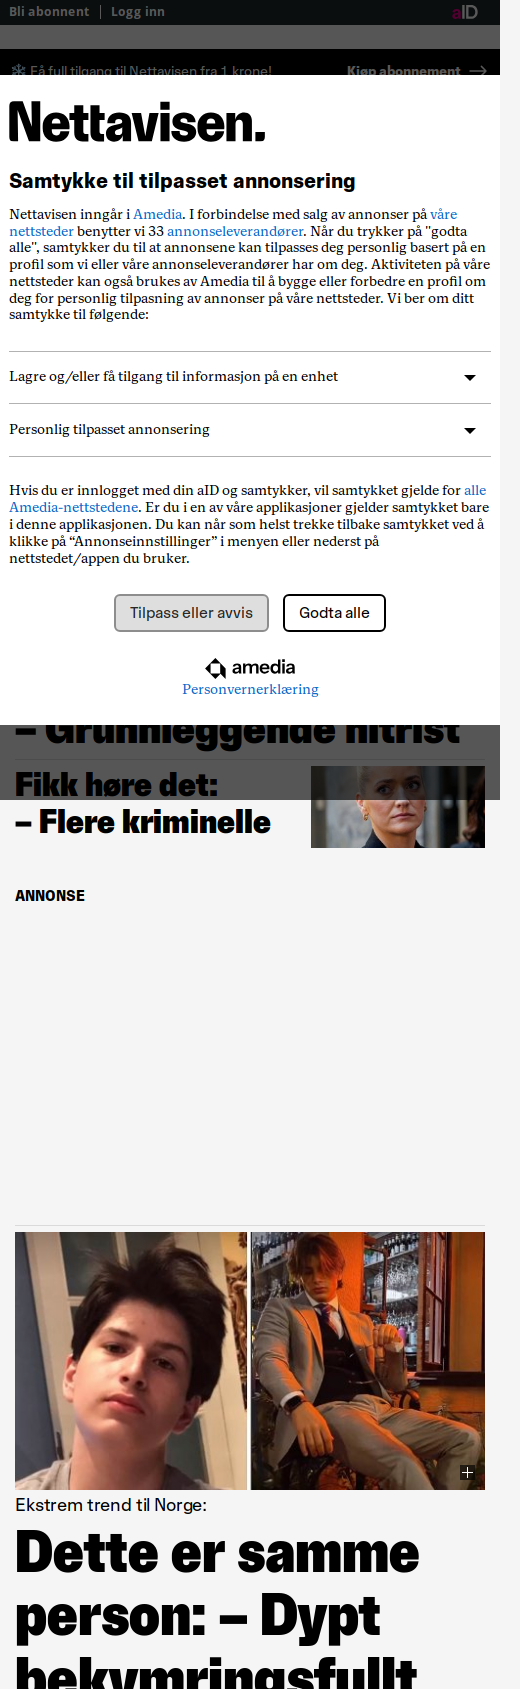 Bli abonnent | Logg inn
aID
Få full tilgang til Nettavisen fra 1 krone!
Kjøp abonnement
Nettavisen.
Samtykke til tilpasset annonsering
Nettavisen inngår i Amedia. I forbindelse med salg av annonser på våre
nettsteder benytter vi 33 annonseleverandører. Når du trykker på "godta
alle", samtykker du til at annonsene kan tilpasses deg personlig basert på en
profil som vi eller våre annonseleverandører har om deg. Aktiviteten på våre
nettsteder kan også brukes av Amedia til å bygge eller forbedre en profil om
deg for personlig tilpasning av annonser på våre nettsteder. Vi ber om ditt
samtykke til følgende:
Lagre og/eller få tilgang til informasjon på en enhet
Personlig tilpasset annonsering
Hvis du er innlogget med din aID og samtykker, vil samtykket gjelde for alle
Amedia-nettstedene. Er du i en av våre applikasjoner gjelder samtykket bare
i denne applikasjonen. Du kan når som helst trekke tilbake samtykket ved å
klikke på “Annonseinnstillinger” i menyen eller nederst på
nettstedet/appen du bruker.
Tilpass eller avvis
Godta alle
amedia
Personvernerklæring
– Grunnleggende nitrist
Fikk høre det:
– Flere kriminelle
ANNONSE
Ekstrem trend til Norge:
Dette er samme
person: – Dypt
bekymringsfullt